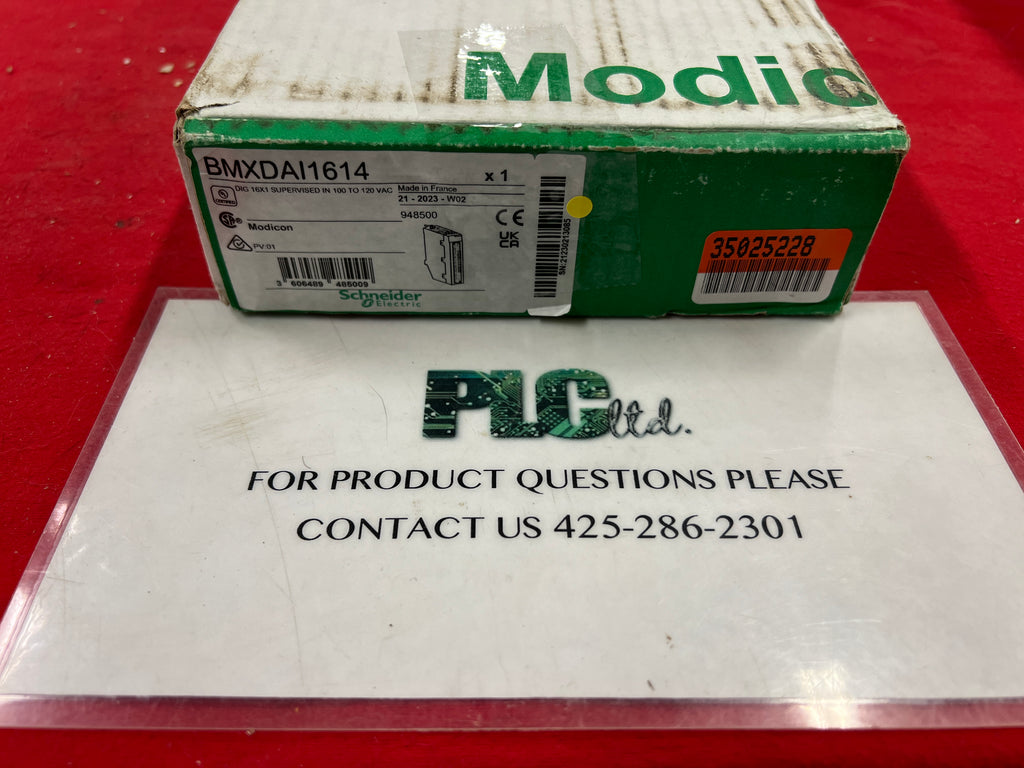 Modic
BMXDAI1614
x 1
DIG 16X1 SUPERVISED IN 100 TO 120 VAC
Made in France
21 - 2023 - W02
948500
Modicon
PV:01
3 606489 485009
Schneider
Electric
CE
UK
CA
SN:21230213085
35025228
PLC ltd.
FOR PRODUCT QUESTIONS PLEASE
CONTACT US 425-286-2301